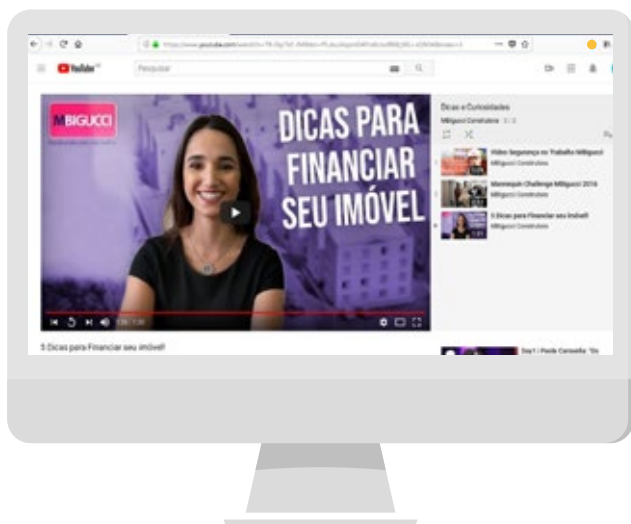 YouTube
Pesquisar
MBIGUCCI
DICAS PARA
FINANCIAR
SEU IMÓVEL
5 Dicas para Financiar seu imóvel!
Dicas e Curiosidades
MBigucci Construtora
Vídeo Segurança no Trabalho MBigucci
MBigucci Construtora
Mannequin Challenge MBigucci 2016
MBigucci Construtora
5 Dicas para Financiar seu imóvel!
MBigucci Construtora